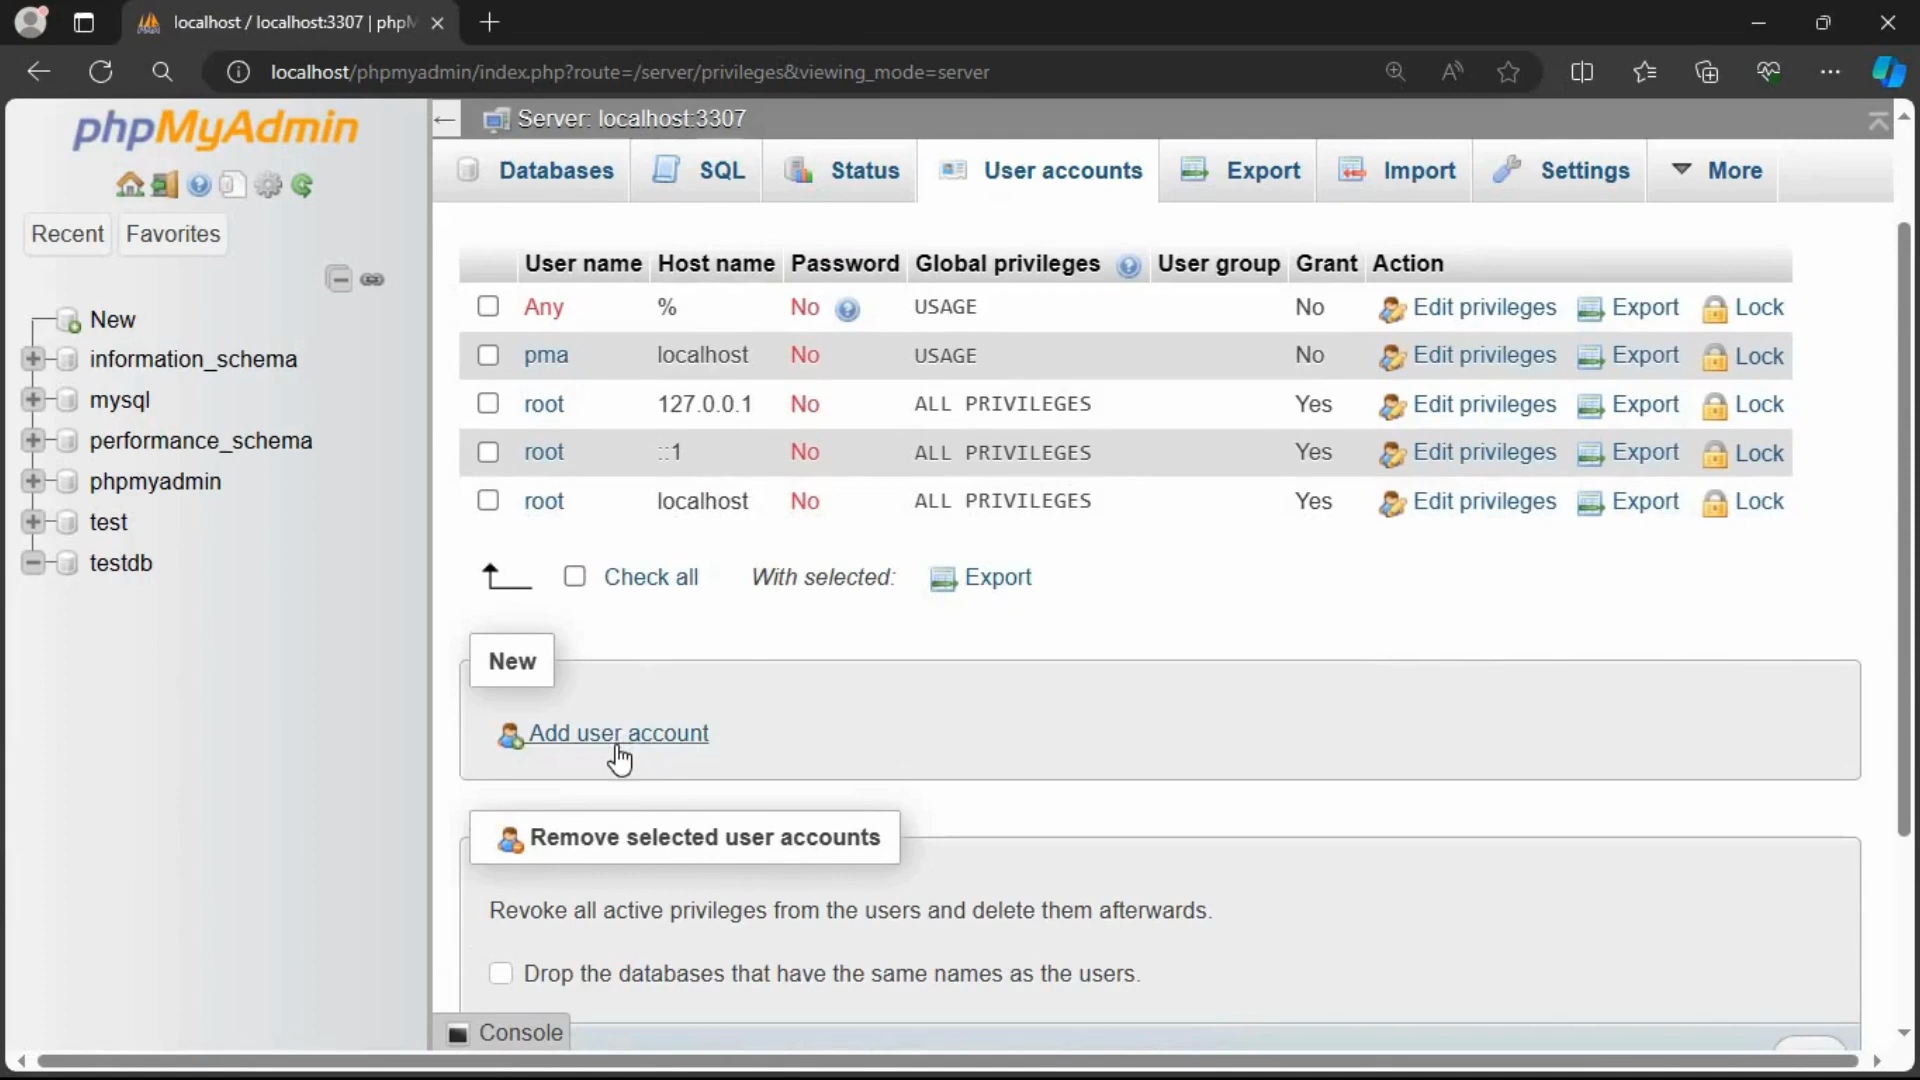 localhost / localhost:3307 | phpM
localhost/phpmyadmin/index.php?route=/server/privileges&viewing_mode=server
phpMyAdmin
Recent Favorites
New
information_schema
mysql
performance_schema
phpmyadmin
test
testdb
Server: localhost:3307
Databases SQL Status User accounts Export Import Settings More
User name Host name Password Global privileges User group Grant Action
Any % No USAGE No Edit privileges Export Lock
pma localhost No USAGE No Edit privileges Export Lock
root 127.0.0.1 No ALL PRIVILEGES Yes Edit privileges Export Lock
root ::1 No ALL PRIVILEGES Yes Edit privileges Export Lock
root localhost No ALL PRIVILEGES Yes Edit privileges Export Lock
Check all With selected: Export
New
Add user account
Remove selected user accounts
Revoke all active privileges from the users and delete them afterwards.
Drop the databases that have the same names as the users.
Console